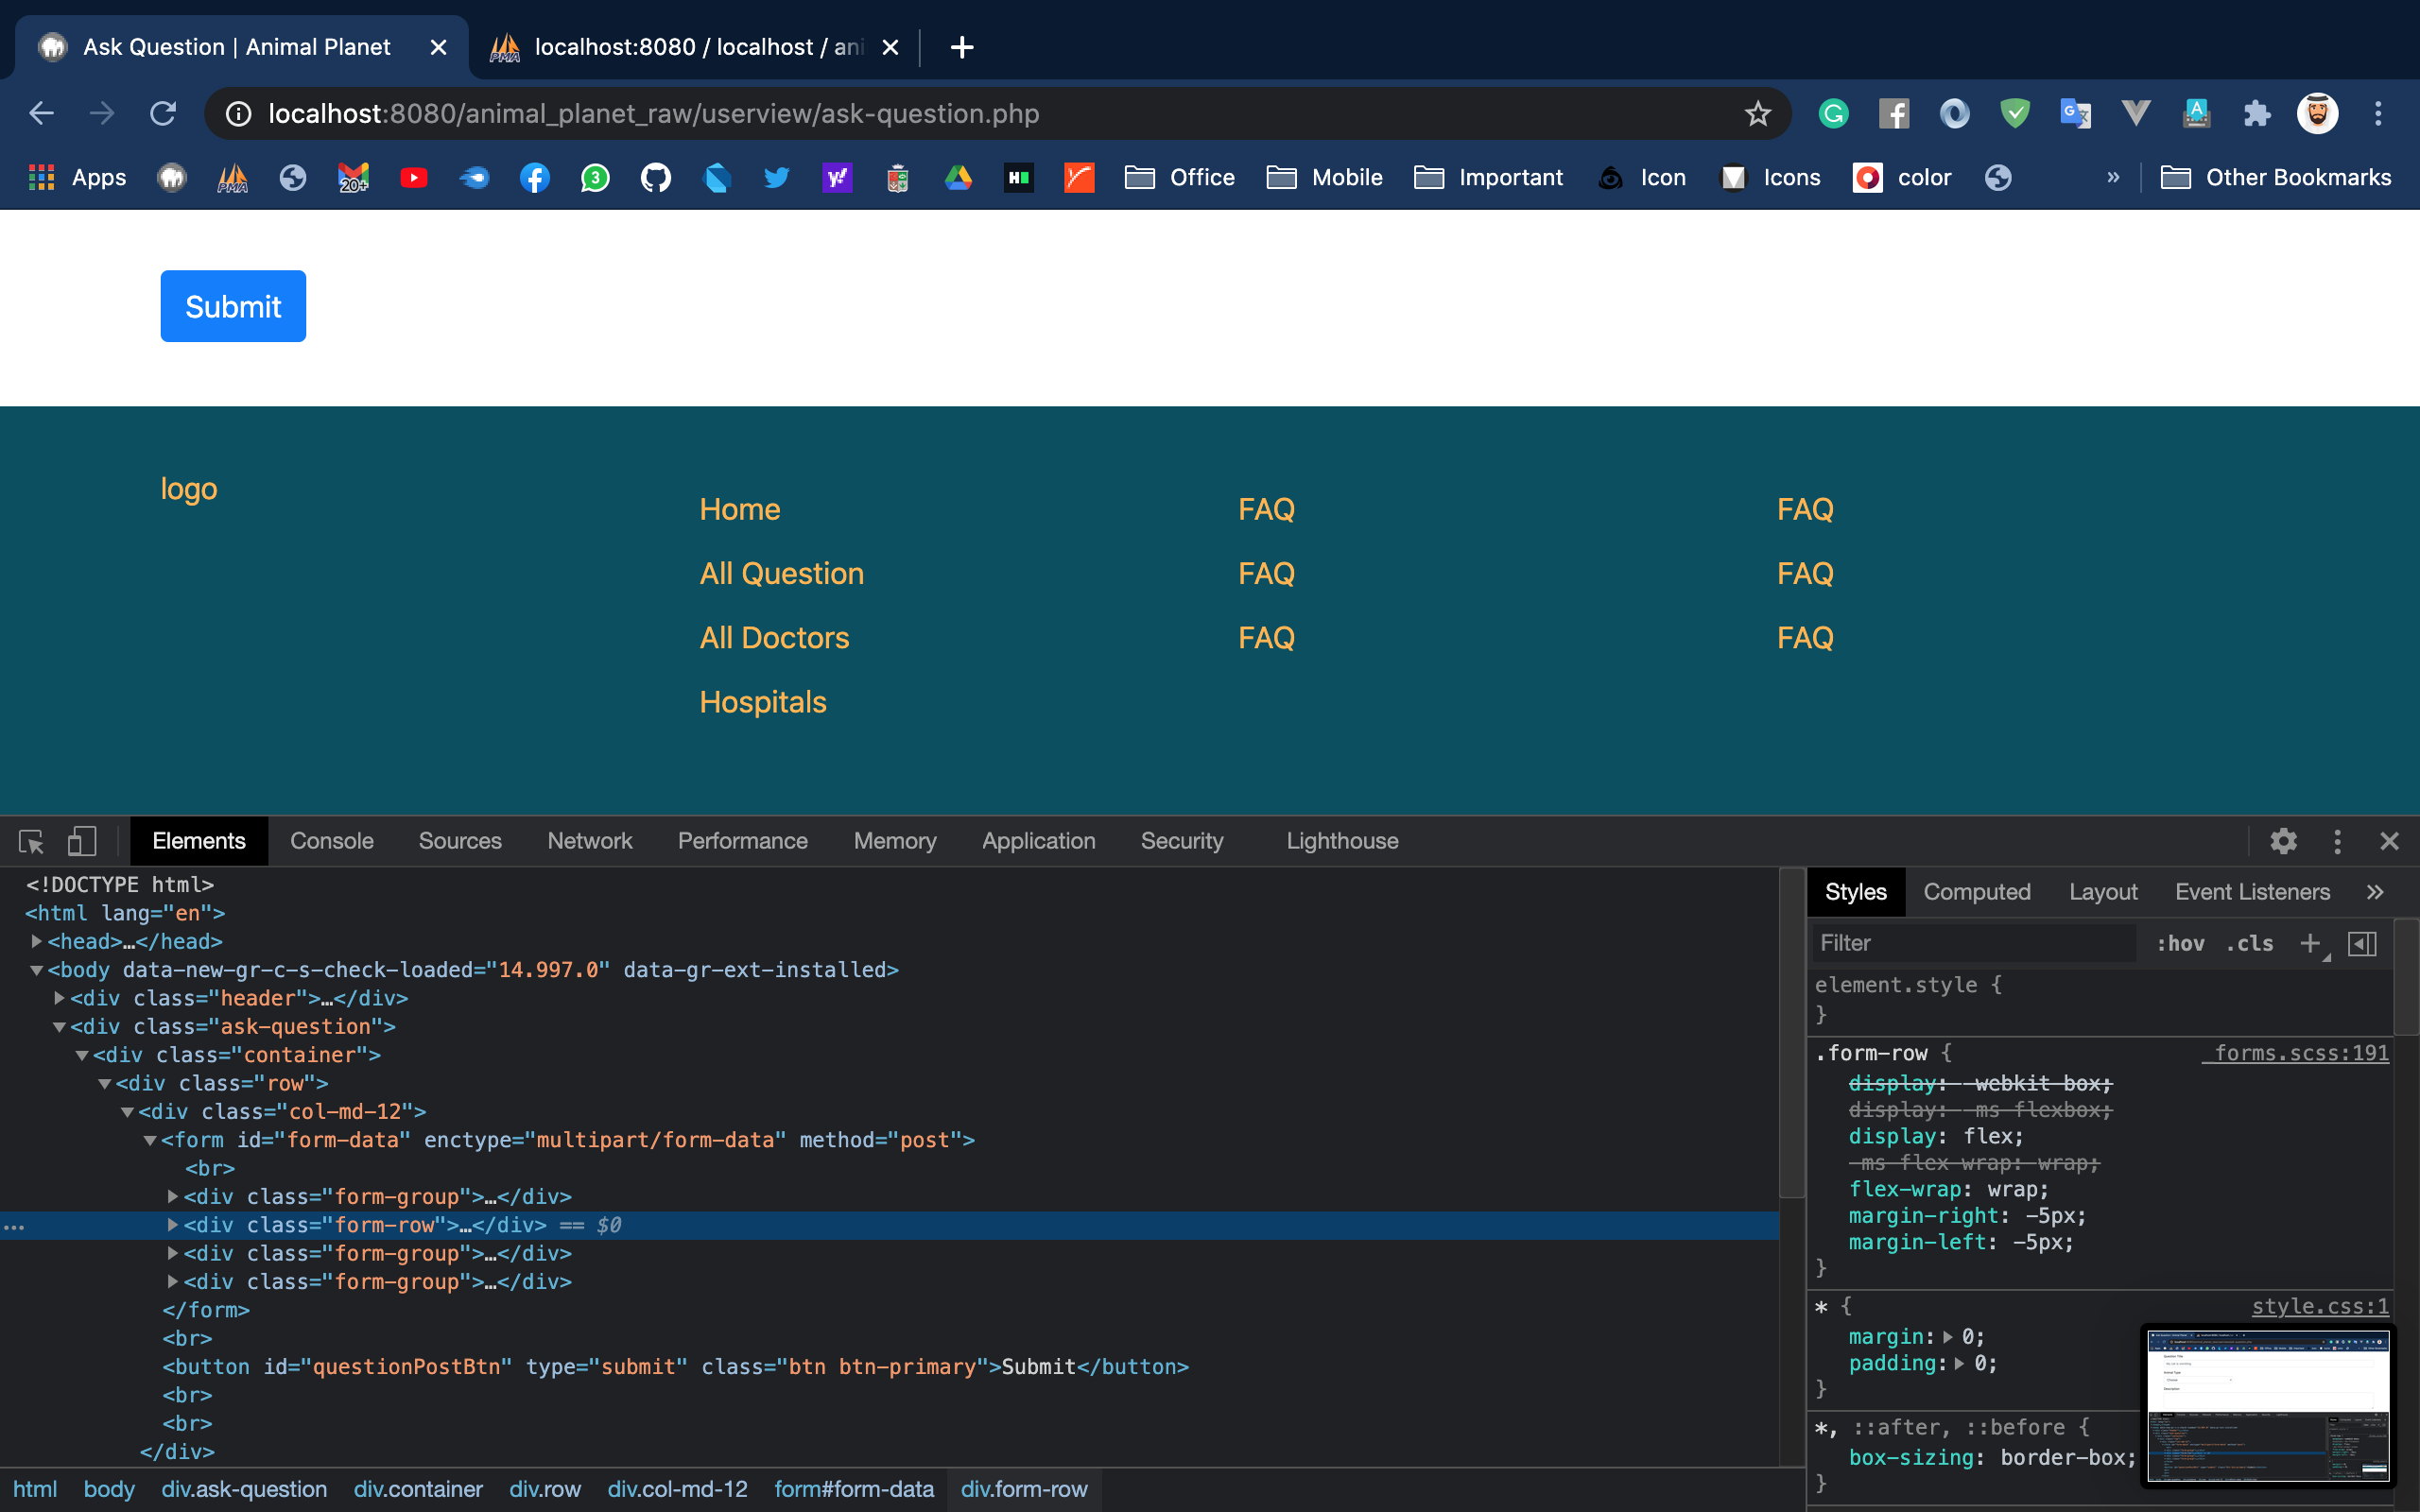 Ask Question | Animal Planet
localhost:8080 / localhost / ani
localhost:8080/animal_planet_raw/userview/ask-question.php
Apps PMA 20+ 3 Office Mobile Important Icon Icons color » Other Bookmarks
Submit
logo
Home FAQ FAQ
All Question FAQ FAQ
All Doctors FAQ FAQ
Hospitals
Elements Console Sources Network Performance Memory Application Security Lighthouse
<!DOCTYPE html>
<html lang="en">
<head>…</head>
<body data-new-gr-c-s-check-loaded="14.997.0" data-gr-ext-installed>
<div class="header">…</div>
<div class="ask-question">
<div class="container">
<div class="row">
<div class="col-md-12">
<form id="form-data" enctype="multipart/form-data" method="post">
<br>
<div class="form-group">…</div>
<div class="form-row">…</div> == $0
<div class="form-group">…</div>
<div class="form-group">…</div>
</form>
<br>
<button id="questionPostBtn" type="submit" class="btn btn-primary">Submit</button>
<br>
<br>
</div>
html body div.ask-question div.container div.row div.col-md-12 form#form-data div.form-row
Styles Computed Layout Event Listeners »
Filter :hov .cls +
element.style {
}
.form-row { _forms.scss:191
display: -webkit-box;
display: -ms-flexbox;
display: flex;
-ms-flex-wrap: wrap;
flex-wrap: wrap;
margin-right: -5px;
margin-left: -5px;
}
* { style.css:1
margin: 0;
padding: 0;
}
*, ::after, ::before {
box-sizing: border-box;
}